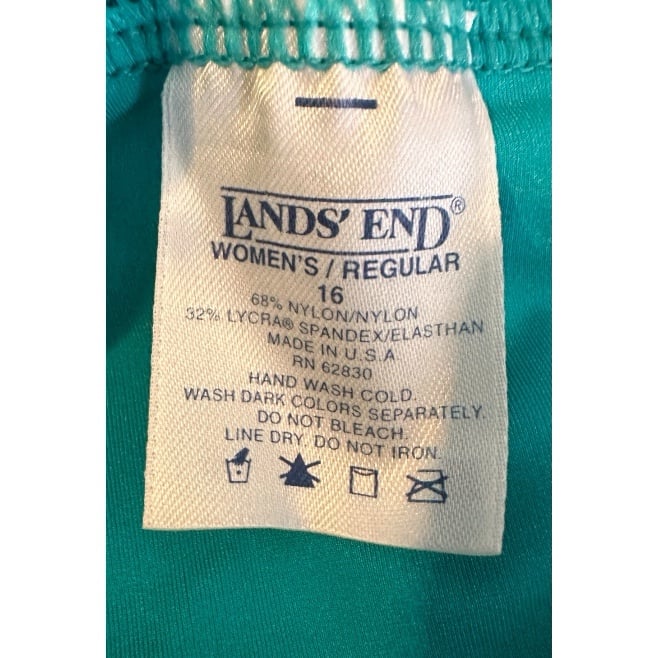 LANDS' END®
WOMEN'S / REGULAR
16
68% NYLON/NYLON
32% LYCRA® SPANDEX/ELASTHAN
MADE IN U.S.A
RN 62830
HAND WASH COLD.
WASH DARK COLORS SEPARATELY.
DO NOT BLEACH.
LINE DRY. DO NOT IRON.